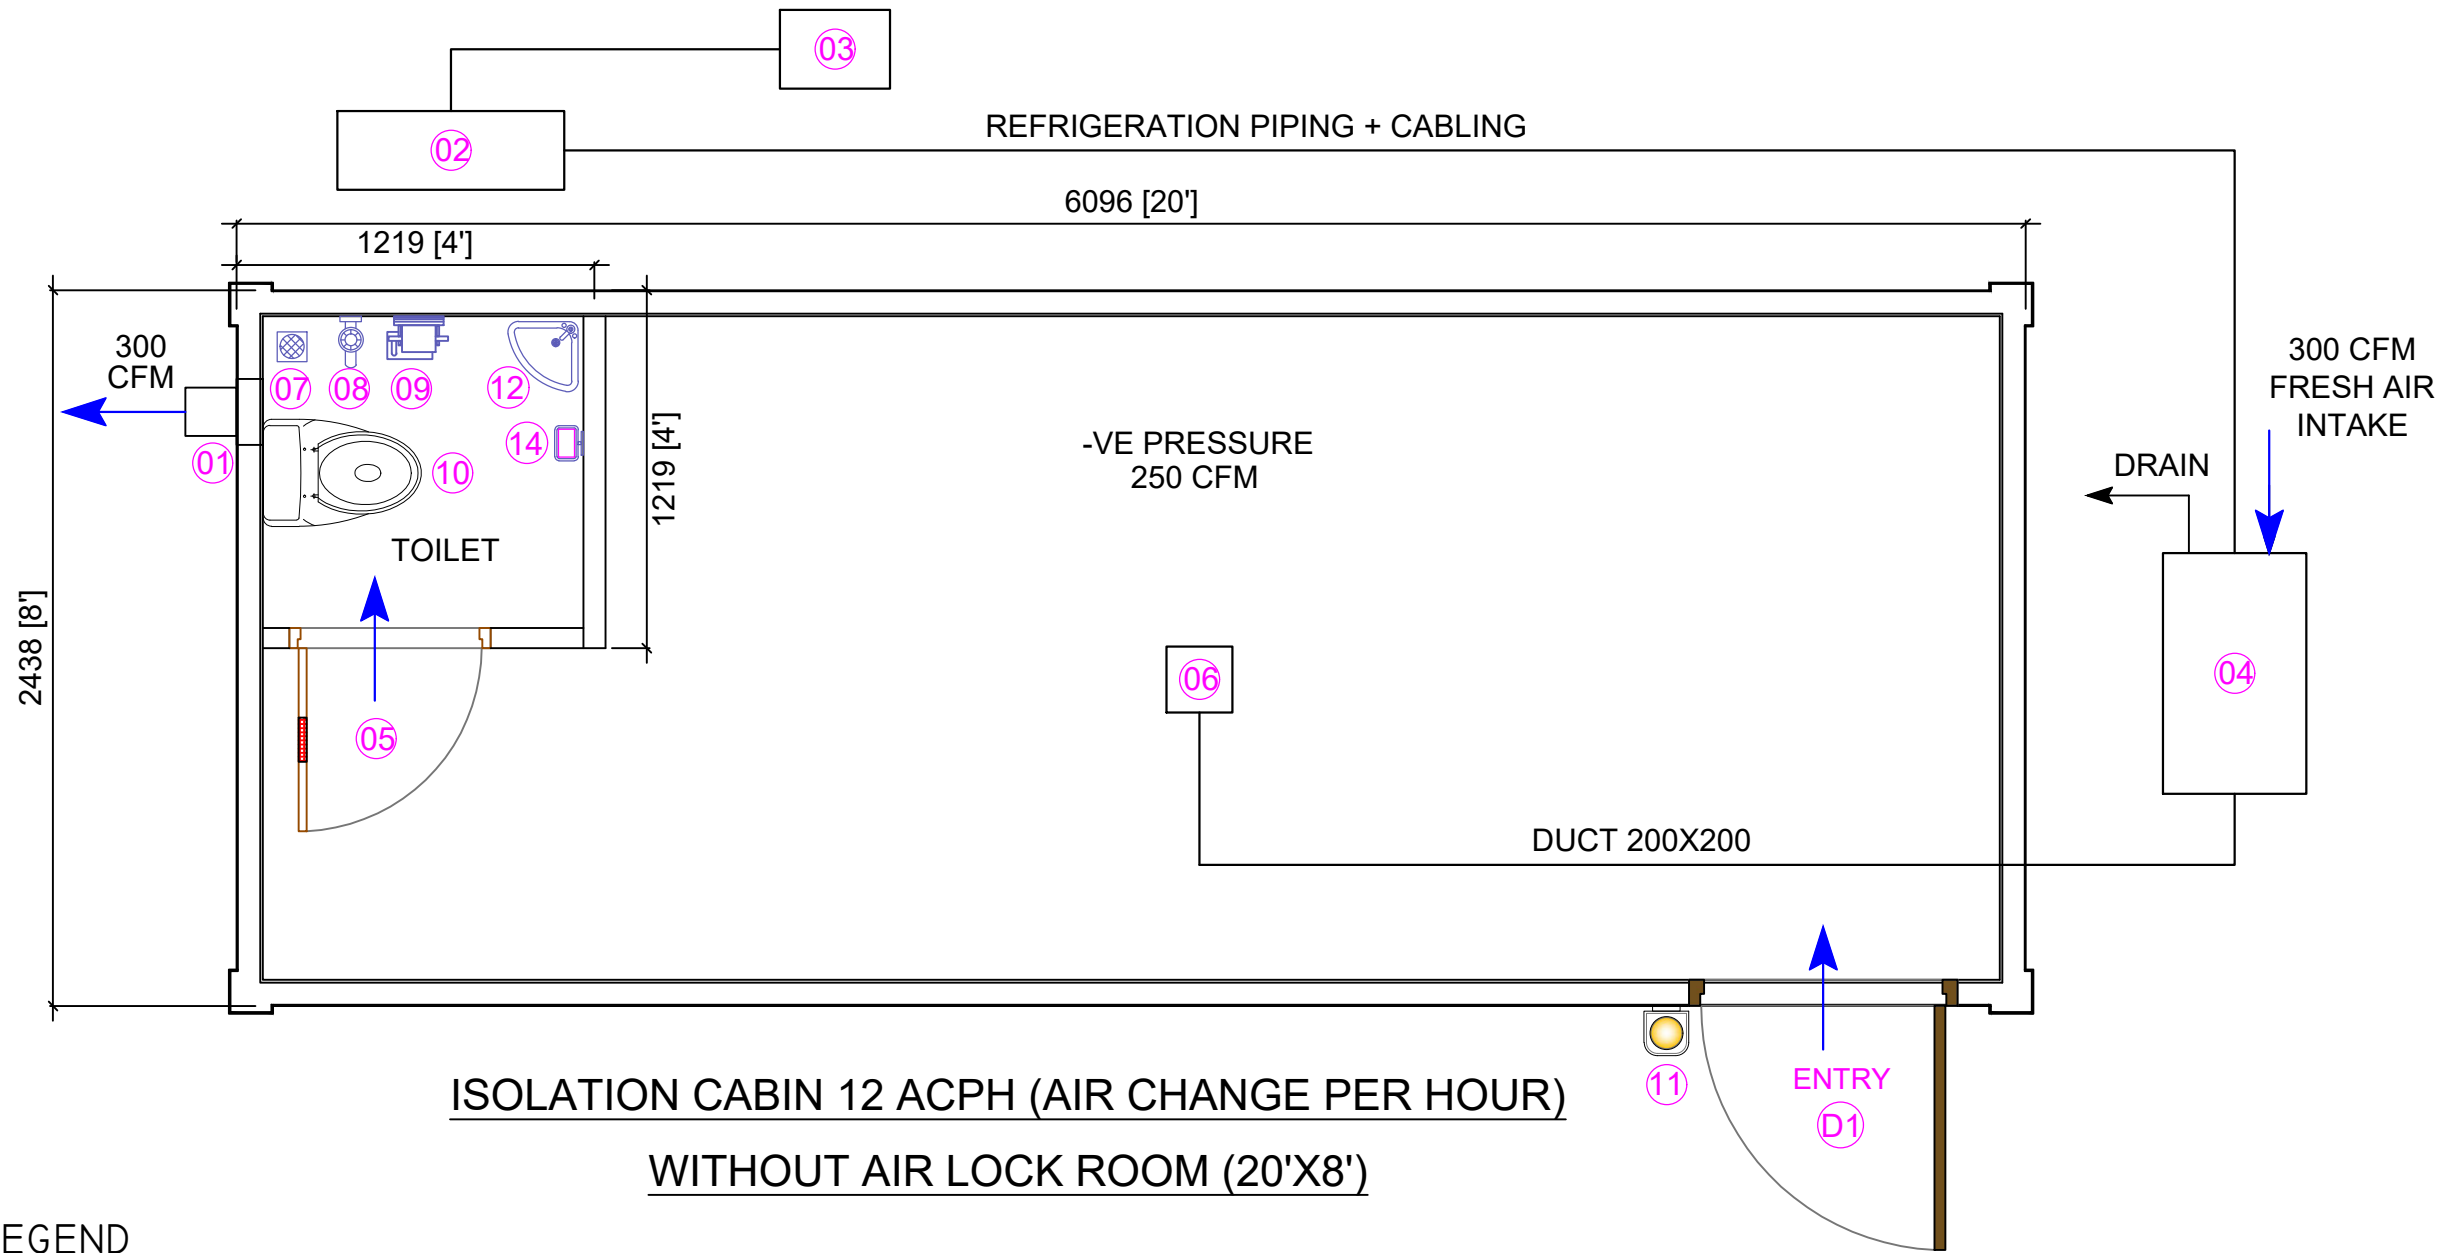 03
02
REFRIGERATION PIPING + CABLING
6096 [20']
1219 [4']
300
CFM
01
07
08
09
12
14
10
TOILET
1219 [4']
2438 [8']
05
-VE PRESSURE
250 CFM
06
DUCT 200X200
300 CFM
FRESH AIR
INTAKE
DRAIN
04
11
ENTRY
D1
ISOLATION CABIN 12 ACPH (AIR CHANGE PER HOUR)
WITHOUT AIR LOCK ROOM (20'X8')
EGEND